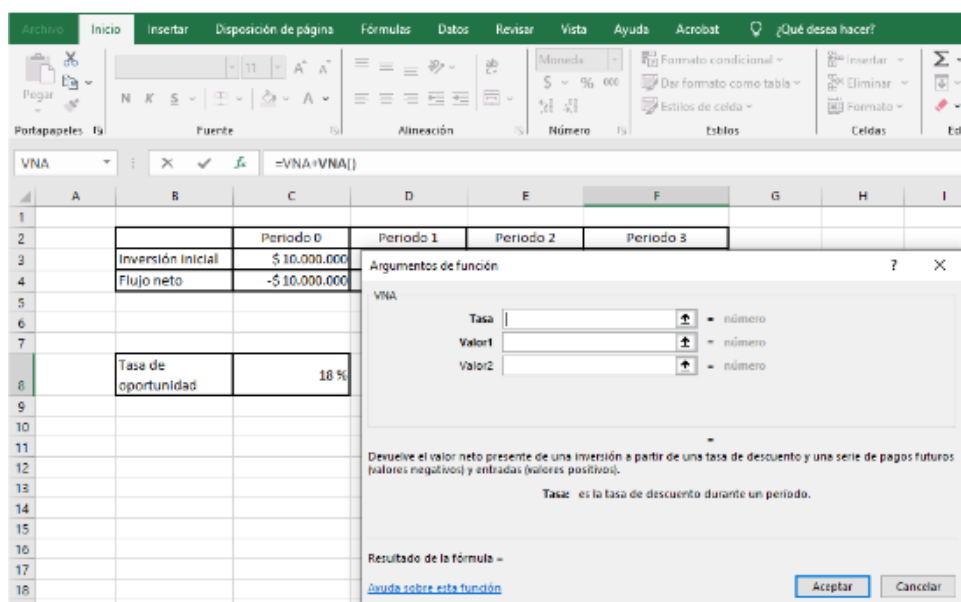 Archivo Inicio Insertar Disposición de página Fórmulas Datos Revisar Vista Ayuda Acrobat ¿Qué desea hacer?
Pegar
11 A A
N K S A
Moneda
$ % 000
Formato condicional
Dar formato como tabla
Estilos de celda
Insertar
Eliminar
Formato
Σ
Portapapeles Fuente Alineación Número Estilos Celdas Ed
VNA fx =VNA+VNA()
A B C D E F G H I
1
2 Periodo 0 Periodo 1 Periodo 2 Periodo 3
3 Inversión inicial $ 10.000.000
4 Flujo neto -$ 10.000.000
5
6
7
8 Tasa de oportunidad 18 %
9
10
11
12
13
14
15
16
17
18
Argumentos de función ? ×
VNA
Tasa = número
Valor1 = número
Valor2 = número
=
Devuelve el valor neto presente de una inversión a partir de una tasa de descuento y una serie de pagos futuros
(valores negativos) y entradas (valores positivos).
Tasa: es la tasa de descuento durante un período.
Resultado de la fórmula =
Ayuda sobre esta función
Aceptar Cancelar